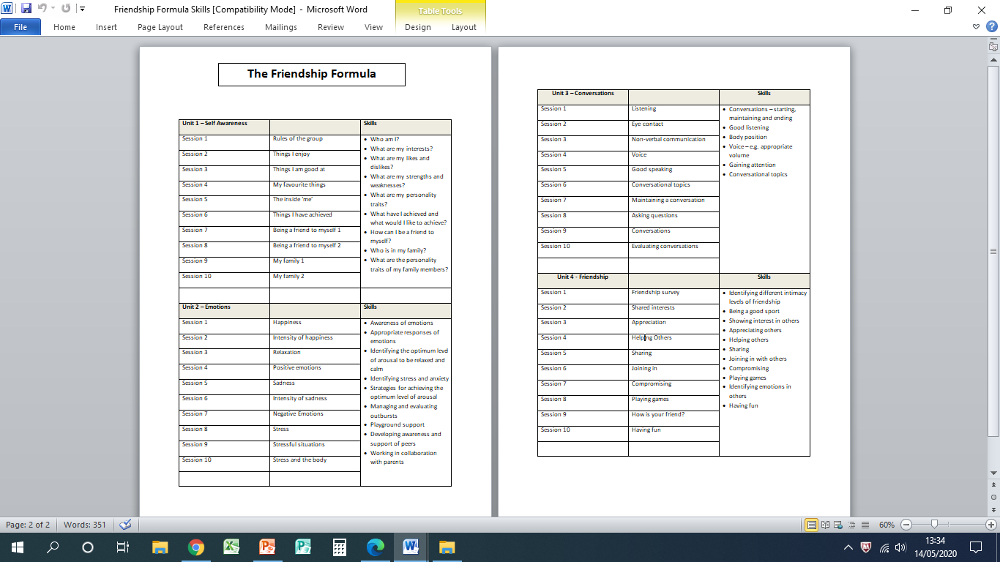 Friendship Formula Skills [Compatibility Mode] - Microsoft Word
Table Tools
File Home Insert Page Layout References Mailings Review View Design Layout
The Friendship Formula
Unit 1 – Self Awareness Skills
Session 1 Rules of the group
Session 2 Things I enjoy
Session 3 Things I am good at
Session 4 My favourite things
Session 5 The inside ‘me’
Session 6 Things I have achieved
Session 7 Being a friend to myself 1
Session 8 Being a friend to myself 2
Session 9 My family 1
Session 10 My family 2
• Who am I?
• What are my interests?
• What are my likes and
dislikes?
• What are my strengths and
weaknesses?
• What are my personality
traits?
• What have I achieved and
what would I like to achieve?
• How can I be a friend to
myself?
• Who is in my family?
• What are the personality
traits of my family members?
Unit 2 – Emotions Skills
Session 1 Happiness
Session 2 Intensity of happiness
Session 3 Relaxation
Session 4 Positive emotions
Session 5 Sadness
Session 6 Intensity of sadness
Session 7 Negative Emotions
Session 8 Stress
Session 9 Stressful situations
Session 10 Stress and the body
• Awareness of emotions
• Appropriate responses of
emotions
• Identifying the optimum level
of arousal to be relaxed and
calm
• Identifying stress and anxiety
• Strategies for achieving the
optimum level of arousal
• Managing and evaluating
outbursts
• Playground support
• Developing awareness and
support of peers
• Working in collaboration
with parents
Unit 3 – Conversations Skills
Session 1 Listening
Session 2 Eye contact
Session 3 Non-verbal communication
Session 4 Voice
Session 5 Good speaking
Session 6 Conversational topics
Session 7 Maintaining a conversation
Session 8 Asking questions
Session 9 Conversations
Session 10 Evaluating conversations
• Conversations – starting,
maintaining and ending
• Good listening
• Body position
• Voice – e.g. appropriate
volume
• Gaining attention
• Conversational topics
Unit 4 - Friendship Skills
Session 1 Friendship survey
Session 2 Shared interests
Session 3 Appreciation
Session 4 Helping Others
Session 5 Sharing
Session 6 Joining in
Session 7 Compromising
Session 8 Playing games
Session 9 How is your friend?
Session 10 Having fun
• Identifying different intimacy
levels of friendship
• Being a good sport
• Showing interest in others
• Appreciating others
• Helping others
• Sharing
• Joining in with others
• Compromising
• Playing games
• Identifying emotions in
others
• Having fun
Page: 2 of 2 Words: 351 60%
13:34
14/05/2020